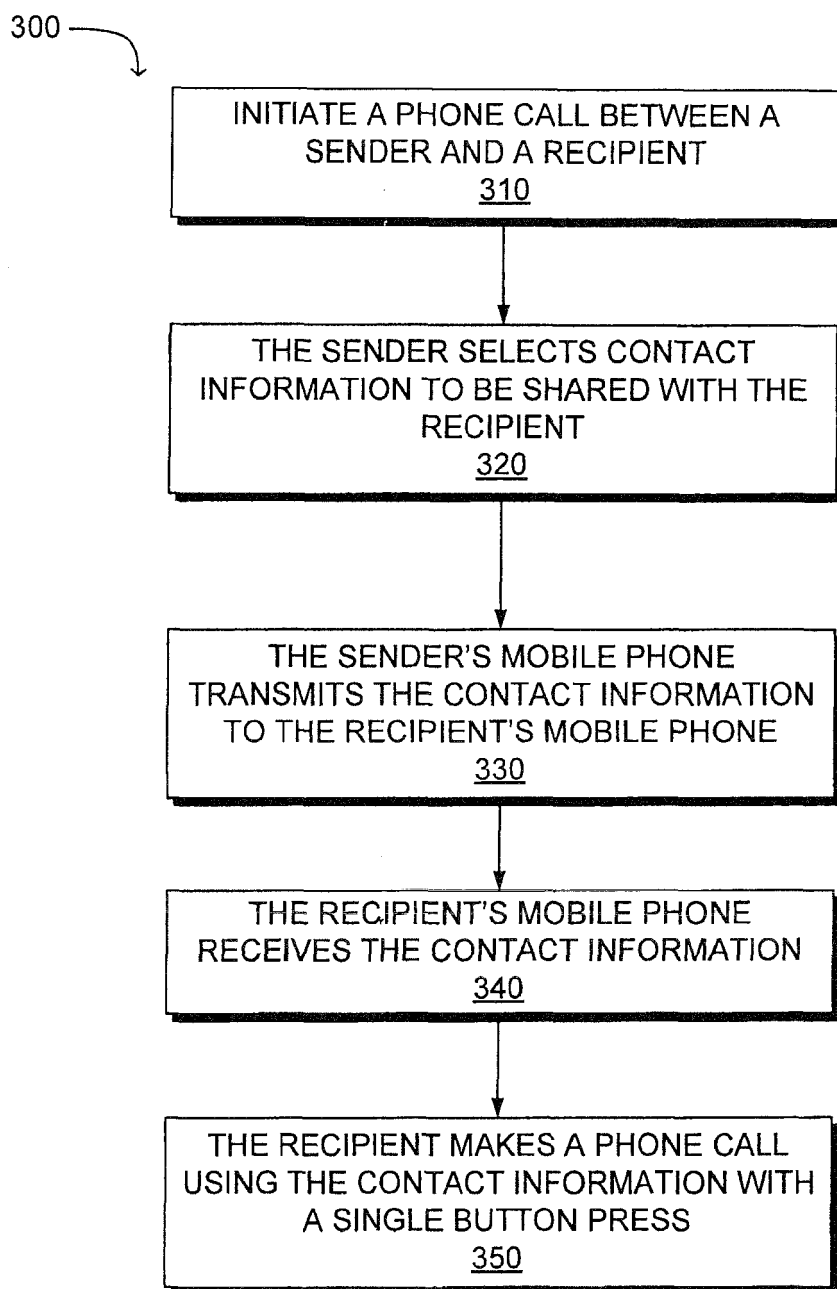 300
INITIATE A PHONE CALL BETWEEN A
SENDER AND A RECIPIENT
310
THE SENDER SELECTS CONTACT
INFORMATION TO BE SHARED WITH THE
RECIPIENT
320
THE SENDER'S MOBILE PHONE
TRANSMITS THE CONTACT INFORMATION
TO THE RECIPIENT'S MOBILE PHONE
330
THE RECIPIENT'S MOBILE PHONE
RECEIVES THE CONTACT INFORMATION
340
THE RECIPIENT MAKES A PHONE CALL
USING THE CONTACT INFORMATION WITH
A SINGLE BUTTON PRESS
350